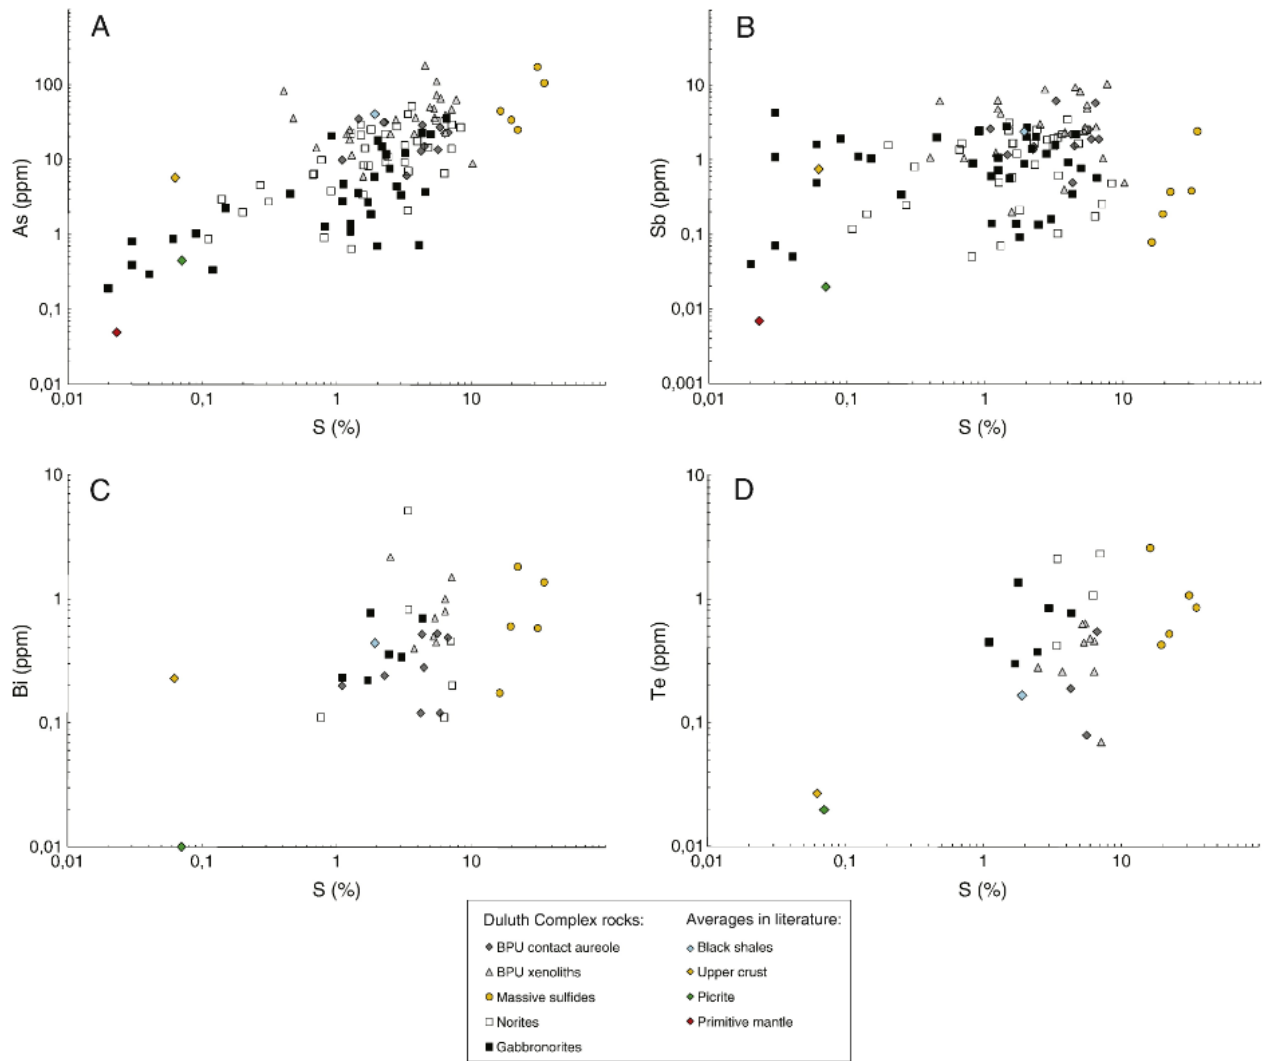 A
As (ppm)
100
10
1
0,1
0,01
0,01
0,1
1
10
S (%)
B
Sb (ppm)
10
1
0,1
0,01
0,001
0,01
0,1
1
10
S (%)
C
Bi (ppm)
10
1
0,1
0,01
0,01
0,1
1
10
S (%)
D
Te (ppm)
10
1
0,1
0,01
0,01
0,1
1
10
S (%)
Duluth Complex rocks:
BPU contact aureole
BPU xenoliths
Massive sulfides
Norites
Gabbronorites
Averages in literature:
Black shales
Upper crust
Picrite
Primitive mantle